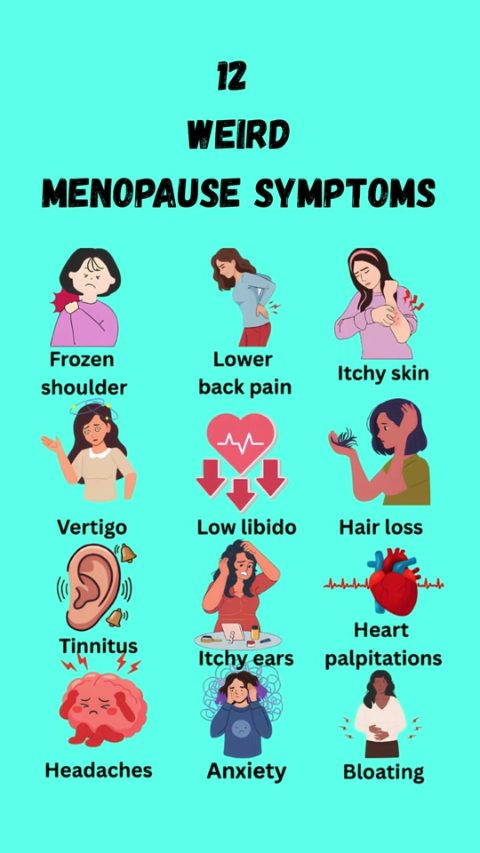 12
WEIRD
MENOPAUSE SYMPTOMS
Frozen
shoulder
Lower
back pain
Itchy skin
Vertigo
Low libido
Hair loss
Tinnitus
Itchy ears
Heart
palpitations
Headaches
Anxiety
Bloating